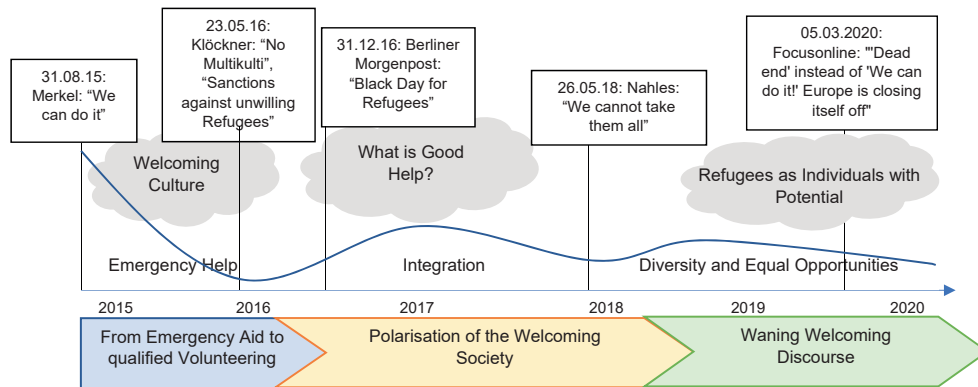 31.08.15:
Merkel: “We
can do it”
23.05.16:
Klöckner: “No
Multikulti”,
“Sanctions
against unwilling
Refugees”
31.12.16: Berliner
Morgenpost:
“Black Day for
Refugees”
26.05.18: Nahles:
“We cannot take
them all”
05.03.2020:
Focusonline: "'Dead
end' instead of 'We can
do it!' Europe is closing
itself off"
Welcoming
Culture
What is Good
Help?
Refugees as Individuals with
Potential
Emergency Help
Integration
Diversity and Equal Opportunities
2015
2016
2017
2018
2019
2020
From Emergency Aid to
qualified Volunteering
Polarisation of the Welcoming
Society
Waning Welcoming
Discourse